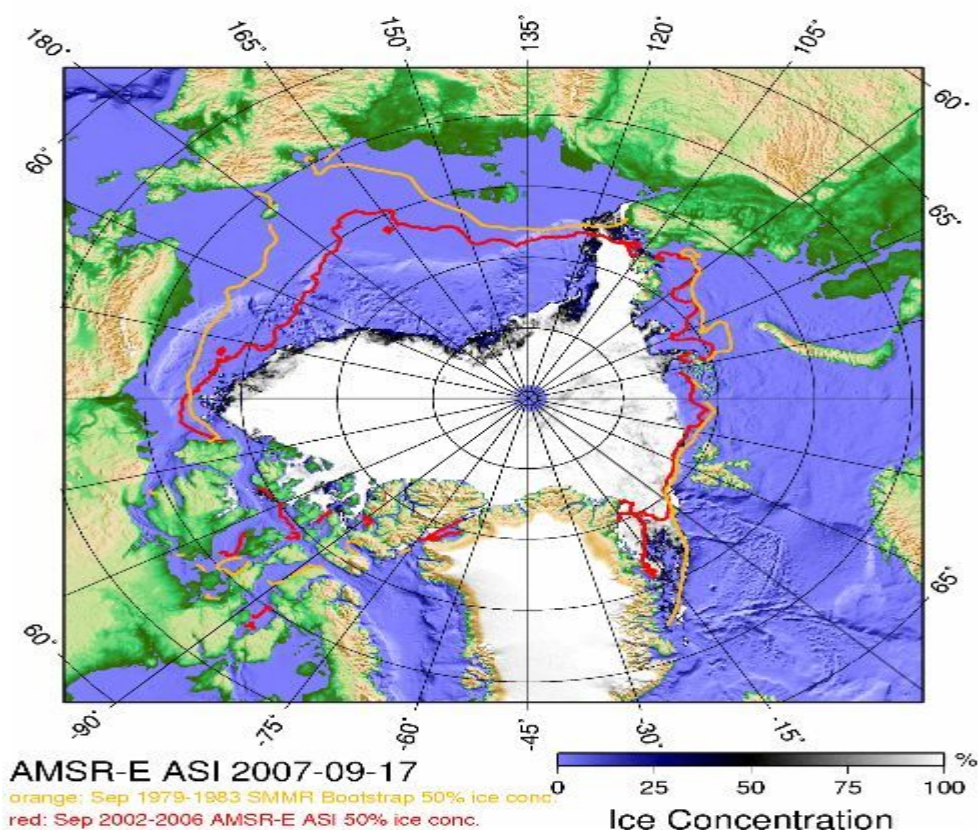 180° 165° 150° 135° 120° 105°
60° 60°
65°
65°
60°
-90° -75° -60° -45° -30° -15°
AMSR-E ASI 2007-09-17
orange: Sep 1979-1983 SMMR Bootstrap 50% ice conc.
red: Sep 2002-2006 AMSR-E ASI 50% ice conc.
%
0 25 50 75 100
Ice Concentration